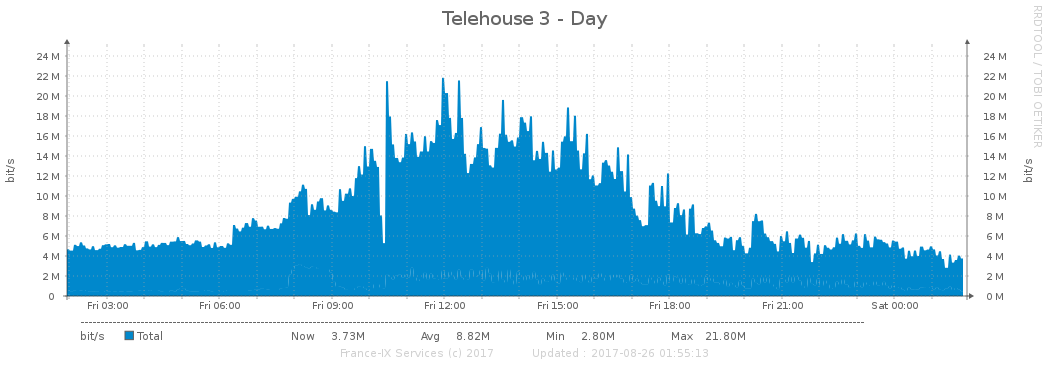 Telehouse 3 - Day
RRDTOOL / TOBI OETIKER
bit/s
24 M 24 M
22 M 22 M
20 M 20 M
18 M 18 M
16 M 16 M
14 M 14 M
12 M 12 M
10 M 10 M
8 M 8 M
6 M 6 M
4 M 4 M
2 M 2 M
0 0 M
bit/s
Fri 03:00 Fri 06:00 Fri 09:00 Fri 12:00 Fri 15:00 Fri 18:00 Fri 21:00 Sat 00:00
bit/s Total Now 3.73M Avg 8.82M Min 2.80M Max 21.80M
France-IX Services (c) 2017 Updated : 2017-08-26 01:55:13